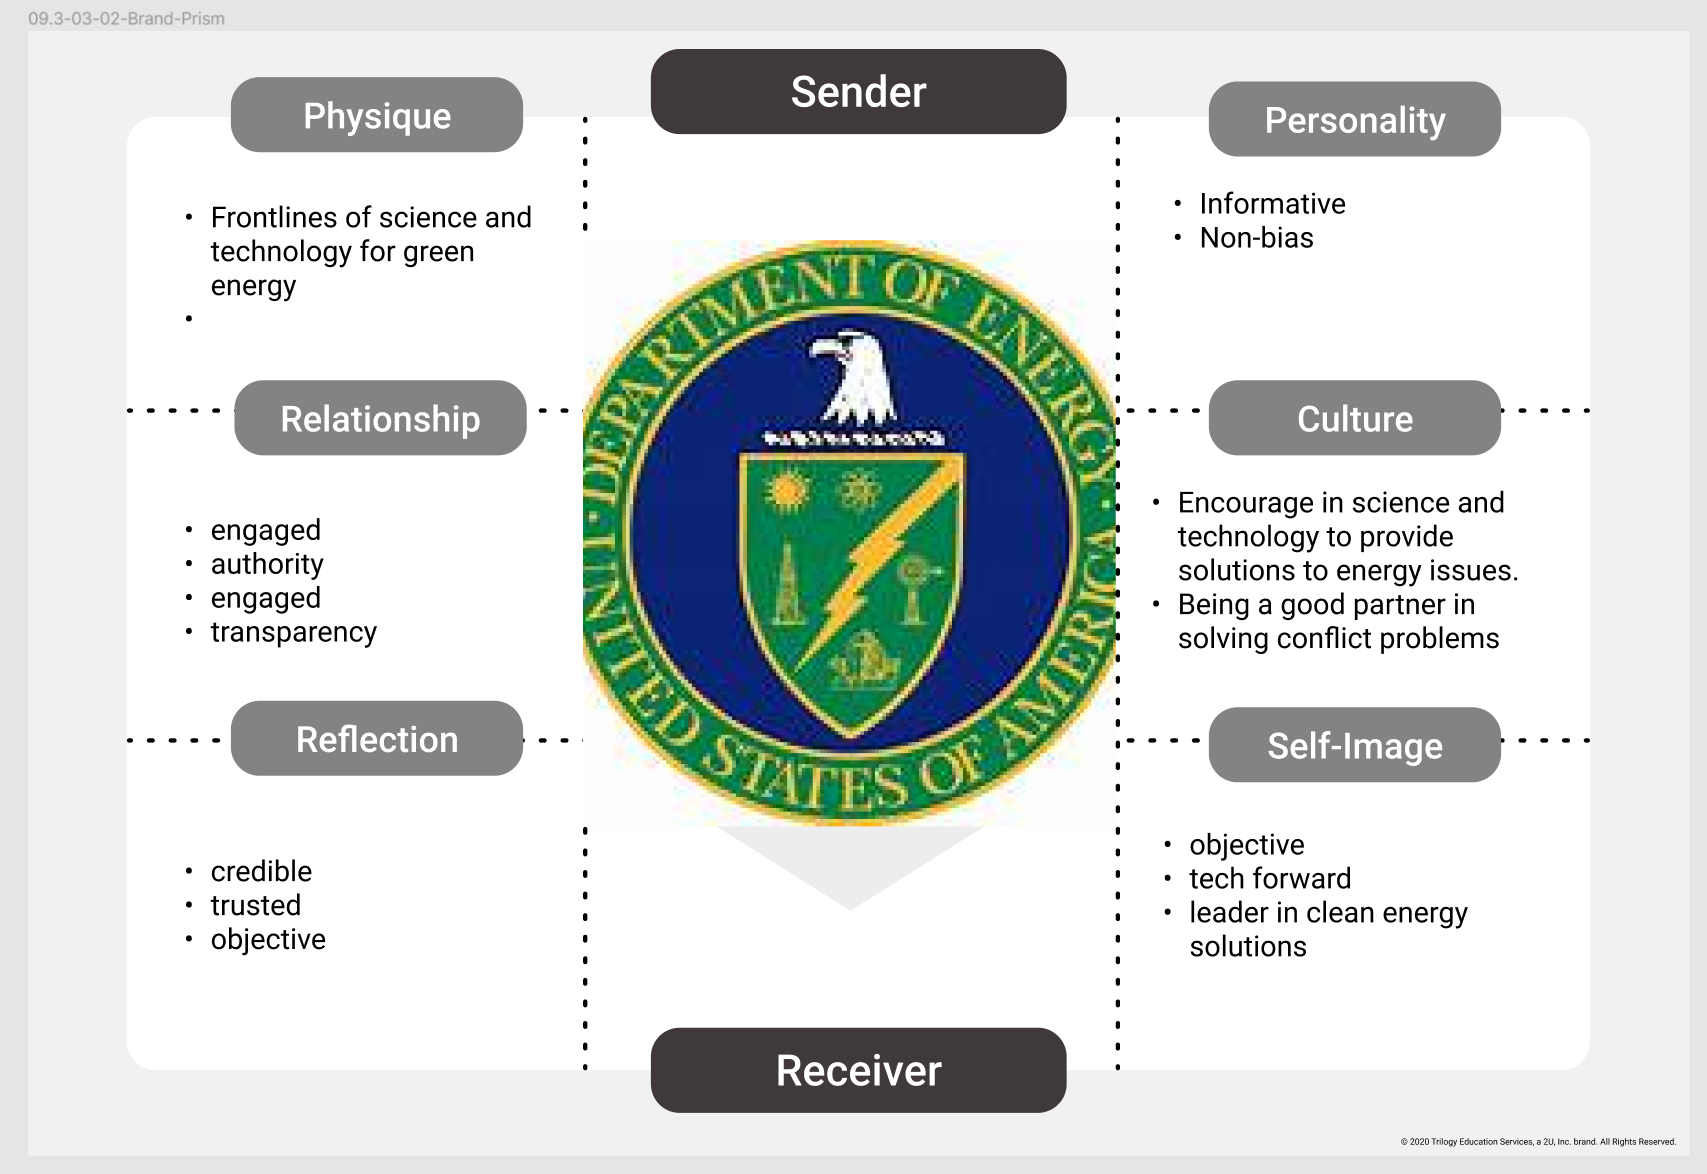 09.3-03-02-Brand-Prism
Sender
Physique
Personality
• Frontlines of science and
technology for green
energy
•
• Informative
• Non-bias
DEPARTMENT OF ENERGY
UNITED STATES OF AMERICA
Relationship
Culture
• engaged
• authority
• engaged
• transparency
• Encourage in science and
technology to provide
solutions to energy issues.
• Being a good partner in
solving conflict problems
Reflection
Self-Image
• credible
• trusted
• objective
• objective
• tech forward
• leader in clean energy
solutions
Receiver
© 2020 Trilogy Education Services, a 2U, Inc. brand. All Rights Reserved.